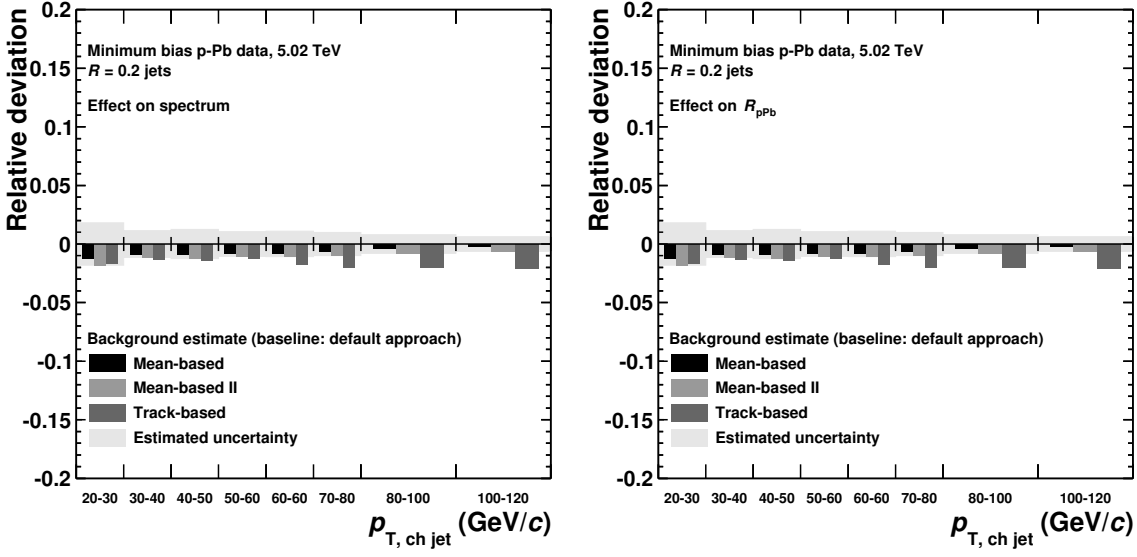 Relative deviation
0.2
0.15
0.1
0.05
0
-0.05
-0.1
-0.15
-0.2
Minimum bias p-Pb data, 5.02 TeV
R = 0.2 jets
Effect on spectrum
Background estimate (baseline: default approach)
Mean-based
Mean-based II
Track-based
Estimated uncertainty
20-30 30-40 40-50 50-60 60-60 70-80 80-100 100-120
p T, ch jet (GeV/c)
Relative deviation
0.2
0.15
0.1
0.05
0
-0.05
-0.1
-0.15
-0.2
Minimum bias p-Pb data, 5.02 TeV
R = 0.2 jets
Effect on R pPb
Background estimate (baseline: default approach)
Mean-based
Mean-based II
Track-based
Estimated uncertainty
20-30 30-40 40-50 50-60 60-60 70-80 80-100 100-120
p T, ch jet (GeV/c)